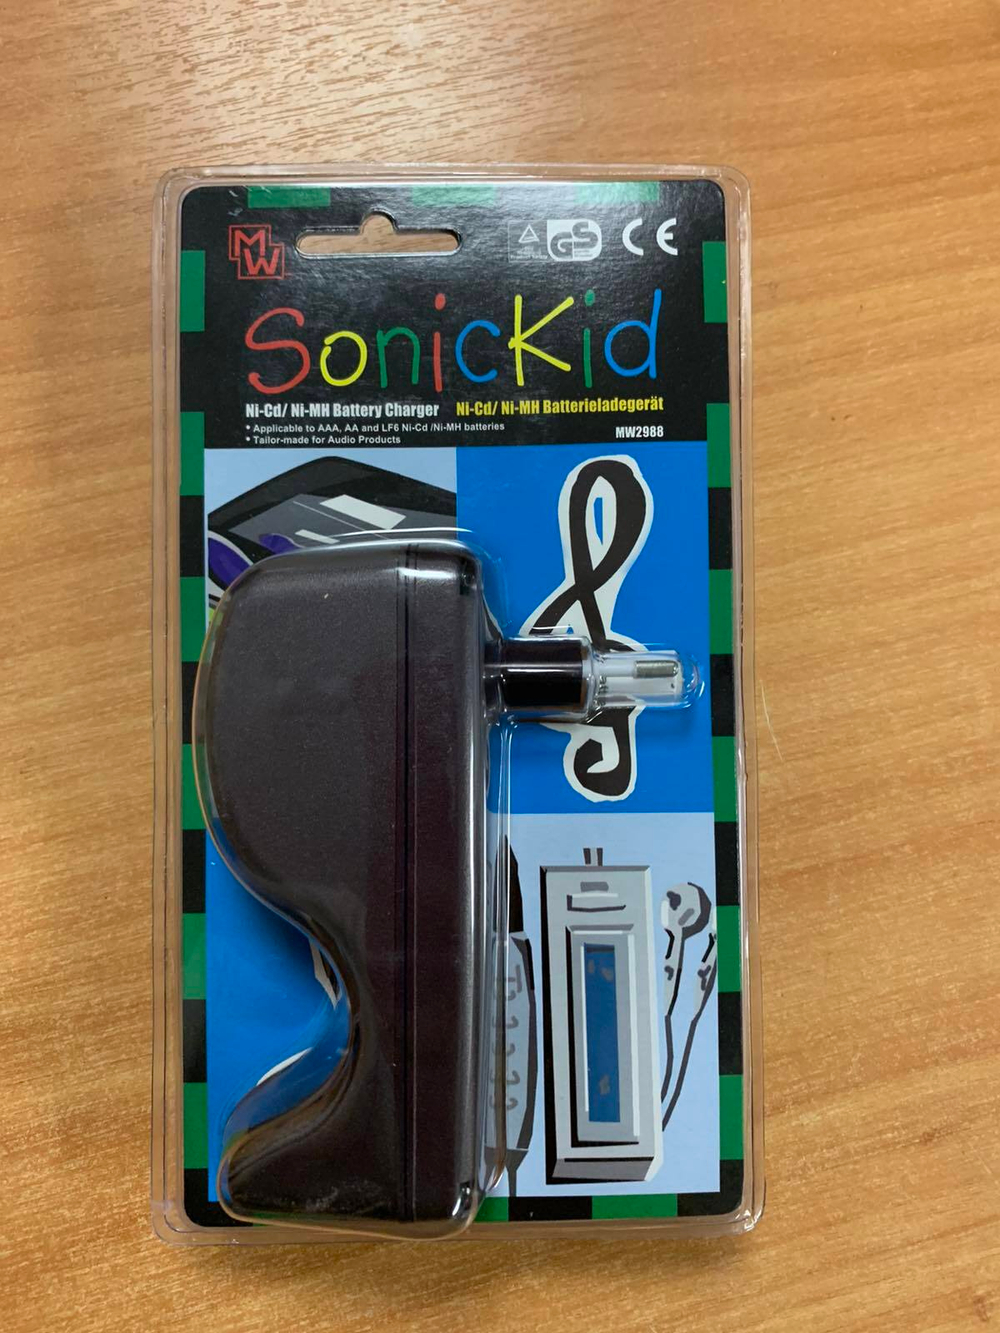 MW
GS
CE
SonicKid
Ni-Cd/ Ni-MH Battery Charger Ni-Cd/ Ni-MH Batterieladegerät
* Applicable to AAA, AA and LF6 Ni-Cd /Ni-MH batteries
* Tailor-made for Audio Products
MW2988